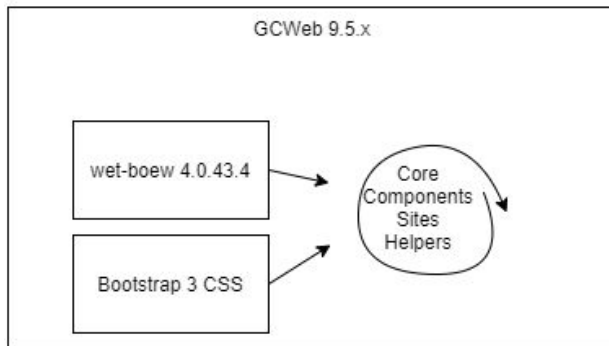 GCWeb 9.5.x
wet-boew 4.0.43.4
Core
Components
Sites
Helpers
Bootstrap 3 CSS